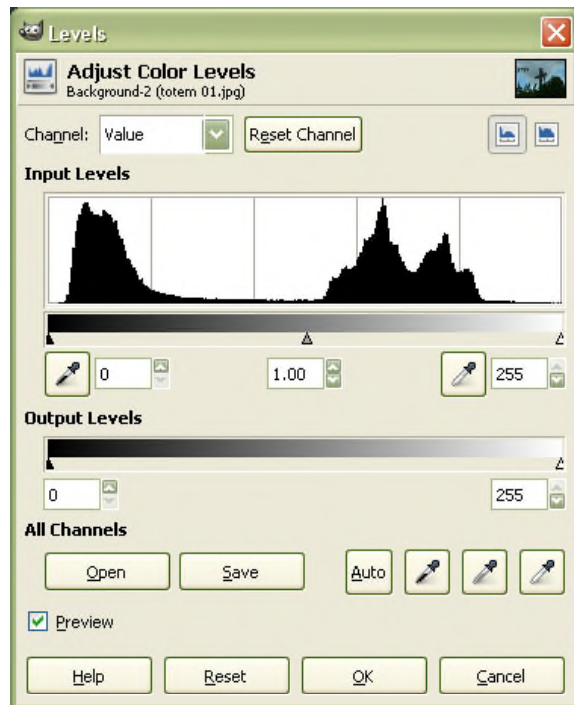 Levels
Adjust Color Levels
Background-2 (totem 01.jpg)
Channel: Value Reset Channel
Input Levels
0 1.00 255
Output Levels
0 255
All Channels
Open Save Auto
Preview
Help Reset OK Cancel